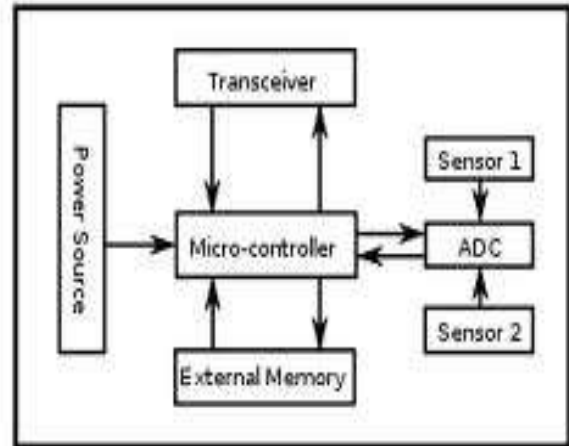 Transceiver
Power Source
Sensor 1
Micro-controller
ADC
Sensor 2
External Memory